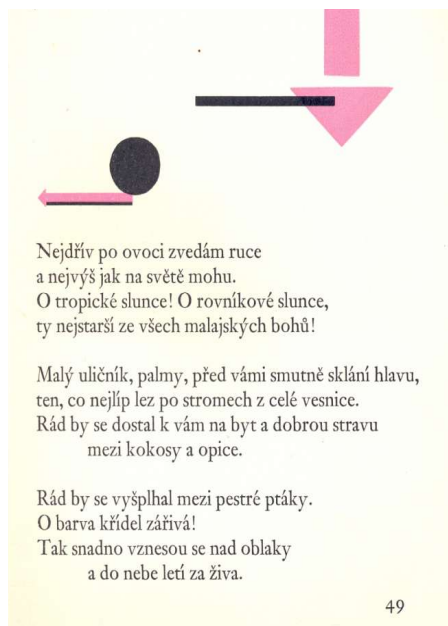 Nejdřív po ovoci zvedám ruce
a nejvýš jak na světě mohu.
O tropické slunce! O rovníkové slunce,
ty nejstarší ze všech malajských bohů!
Malý uličník, palmy, před vámi smutně sklání hlavu,
ten, co nejlíp lez po stromech z celé vesnice.
Rád by se dostal k vám na byt a dobrou stravu
mezi kokosy a opice.
Rád by se vyšplhal mezi pestré ptáky.
O barva křídel zářivá!
Tak snadno vznesou se nad oblaky
a do nebe letí za živa.
49